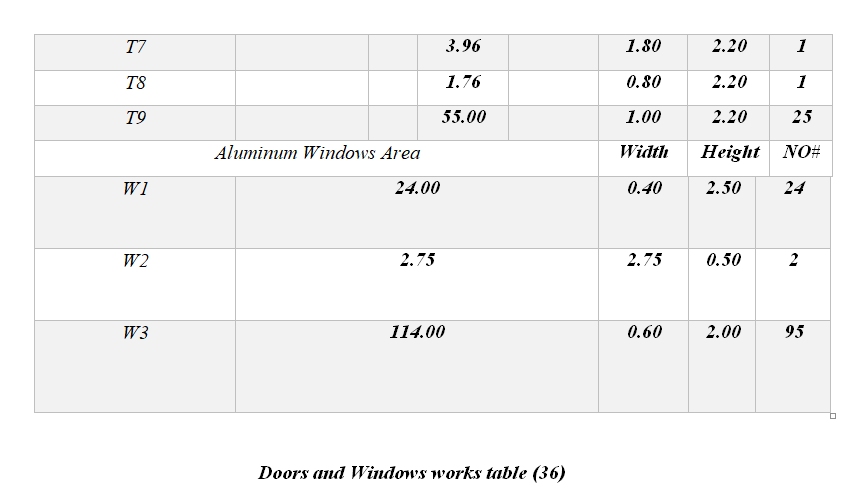 T7 3.96 1.80 2.20 1
T8 1.76 0.80 2.20 1
T9 55.00 1.00 2.20 25
Aluminum Windows Area Width Height NO#
W1 24.00 0.40 2.50 24
W2 2.75 2.75 0.50 2
W3 114.00 0.60 2.00 95
Doors and Windows works table (36)